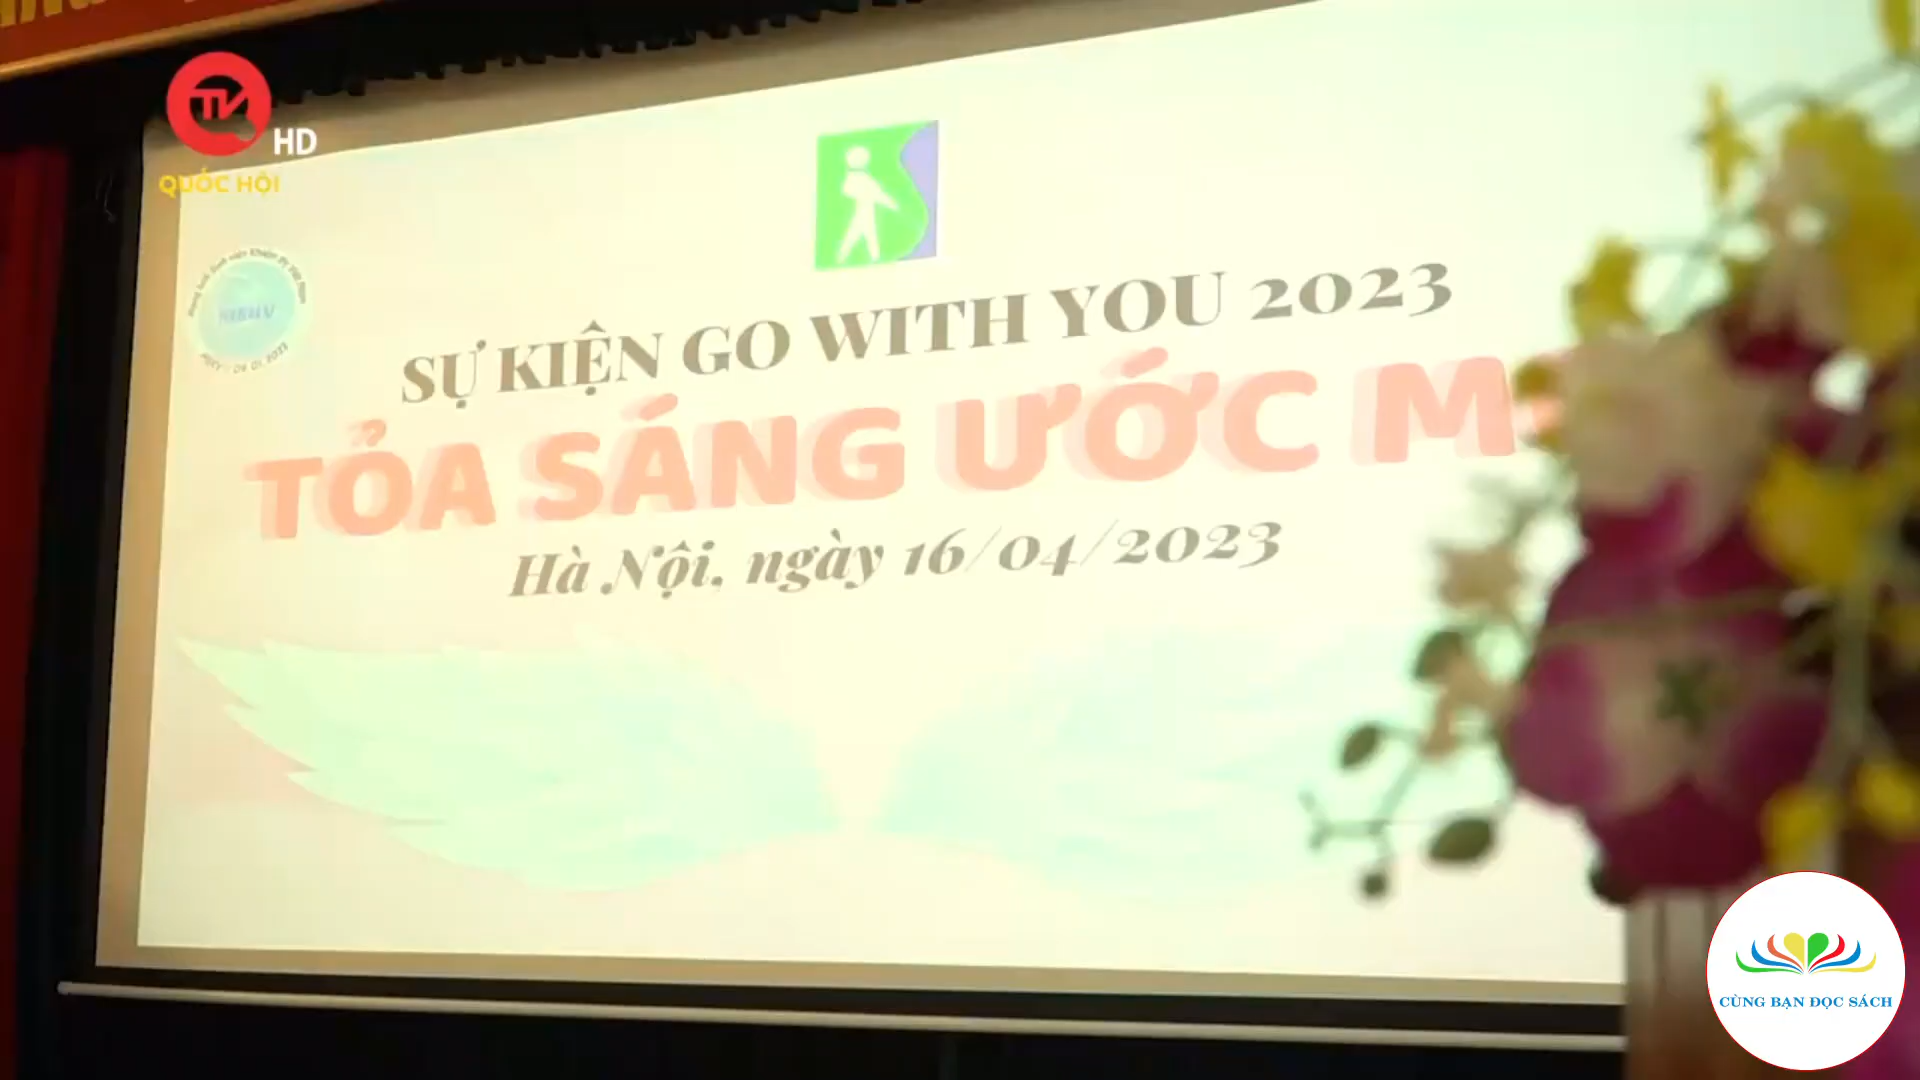 TV HD
QUỐC HỘI
SỰ KIỆN GO WITH YOU 2023
TỎA SÁNG ƯỚC M
Hà Nội, ngày 16/04/2023
CÙNG BẠN ĐỌC SÁCH